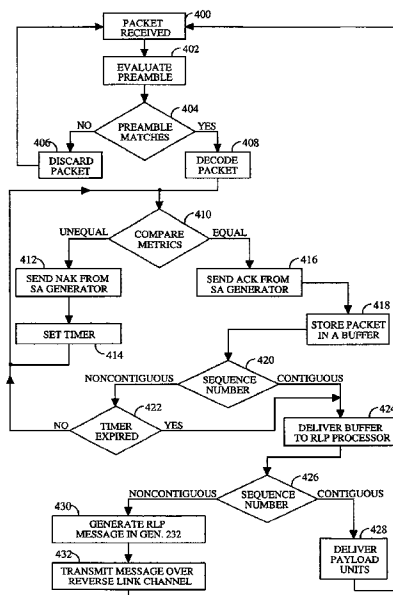 PACKET
RECEIVED
400
402
EVALUATE
PREAMBLE
404
NO
PREAMBLE
MATCHES
YES
406
408
DISCARD
PACKET
DECODE
PACKET
410
UNEQUAL
COMPARE
METRICS
EQUAL
412
SEND NAK FROM
SA GENERATOR
416
SEND ACK FROM
SA GENERATOR
418
STORE PACKET
IN A BUFFER
SET TIMER
414
420
NONCONTIGUOUS
SEQUENCE
NUMBER
CONTIGUOUS
422
NO
TIMER
EXPIRED
YES
424
DELIVER BUFFER
TO RLP PROCESSOR
426
NONCONTIGUOUS
SEQUENCE
NUMBER
CONTIGUOUS
430
GENERATE RLP
MESSAGE IN GEN. 232
428
DELIVER
PAYLOAD
UNITS
432
TRANSMIT MESSAGE OVER
REVERSE LINK CHANNEL